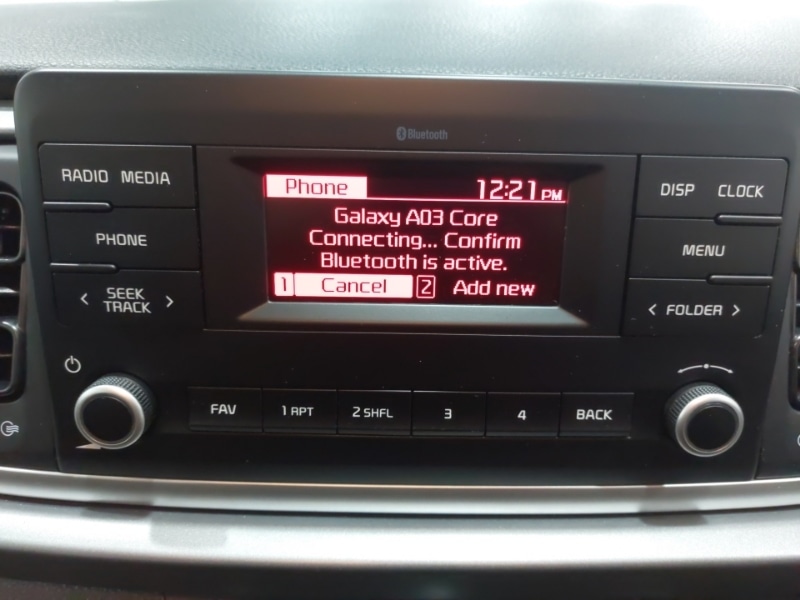 Bluetooth
RADIO MEDIA
PHONE
< SEEK >
TRACK
Phone 12:21 PM
Galaxy A03 Core
Connecting... Confirm
Bluetooth is active.
1 Cancel 2 Add new
DISP CLOCK
MENU
< FOLDER >
FAV 1 RPT 2 SHFL 3 4 BACK